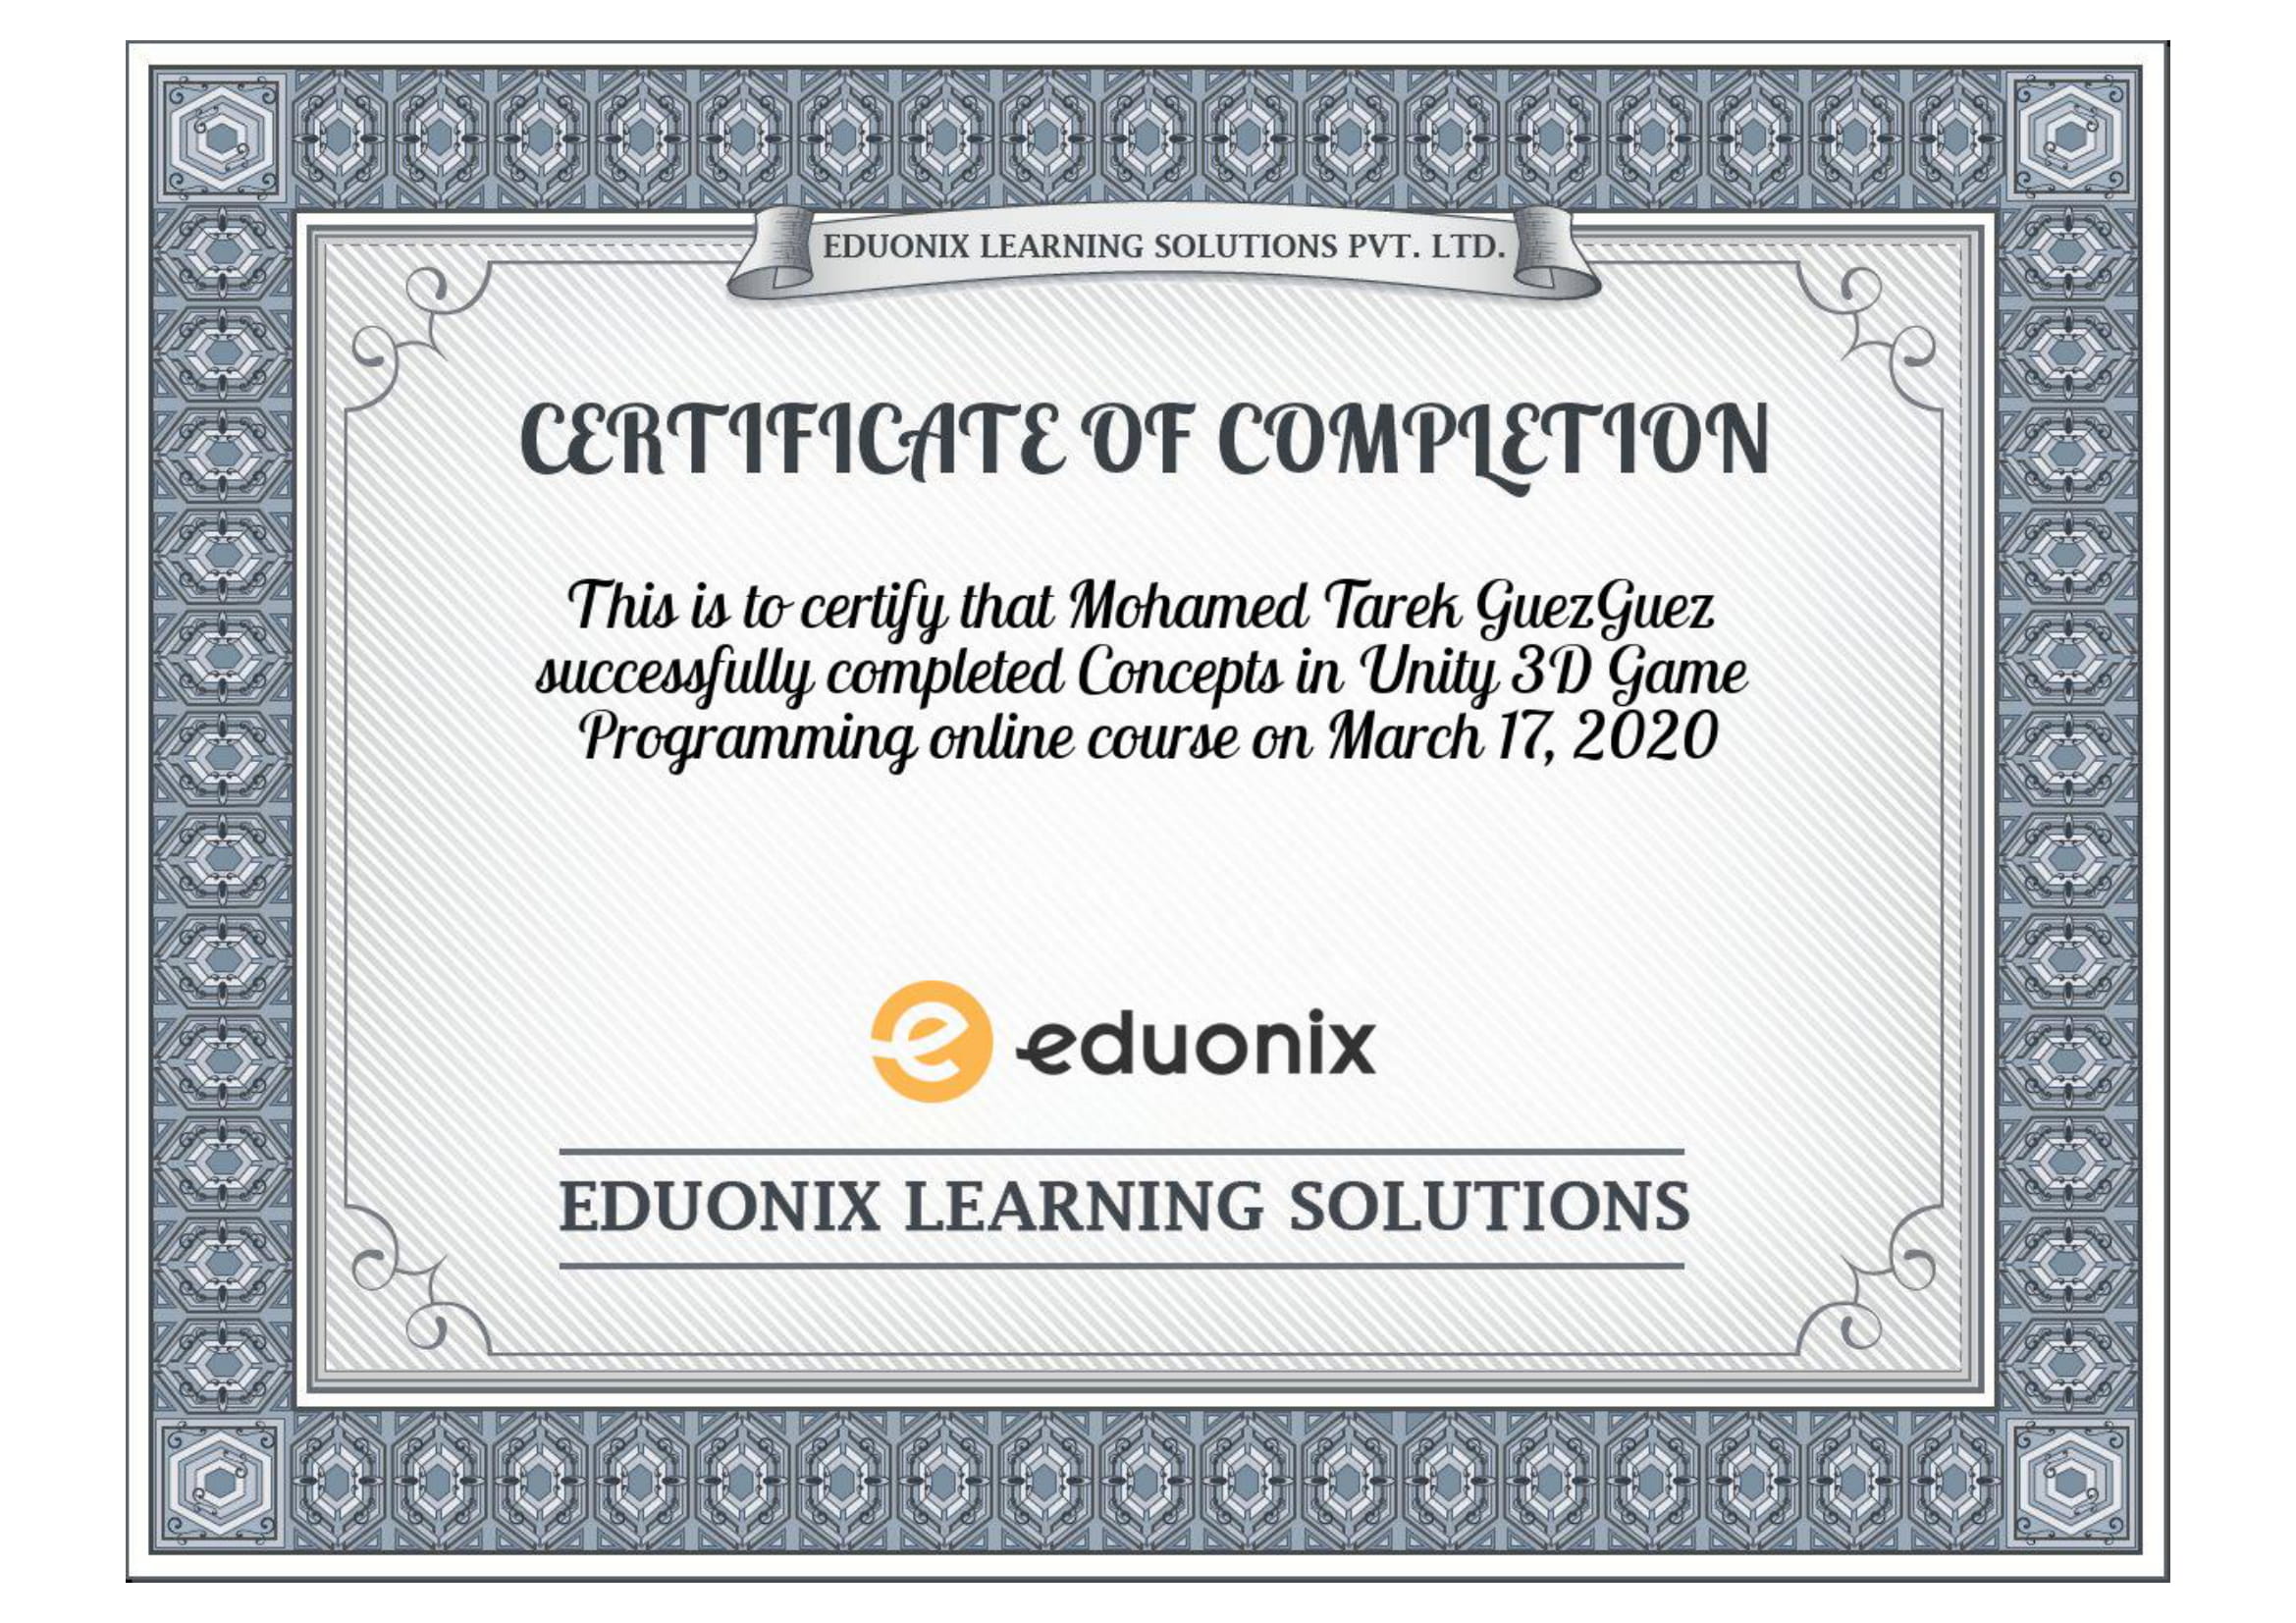 EDUONIX LEARNING SOLUTIONS PVT. LTD.
CERTIFICATE OF COMPLETION
This is to certify that Mohamed Tarek GuezGuez
successfully completed Concepts in Unity 3D Game
Programming online course on March 17, 2020
e eduonix
EDUONIX LEARNING SOLUTIONS